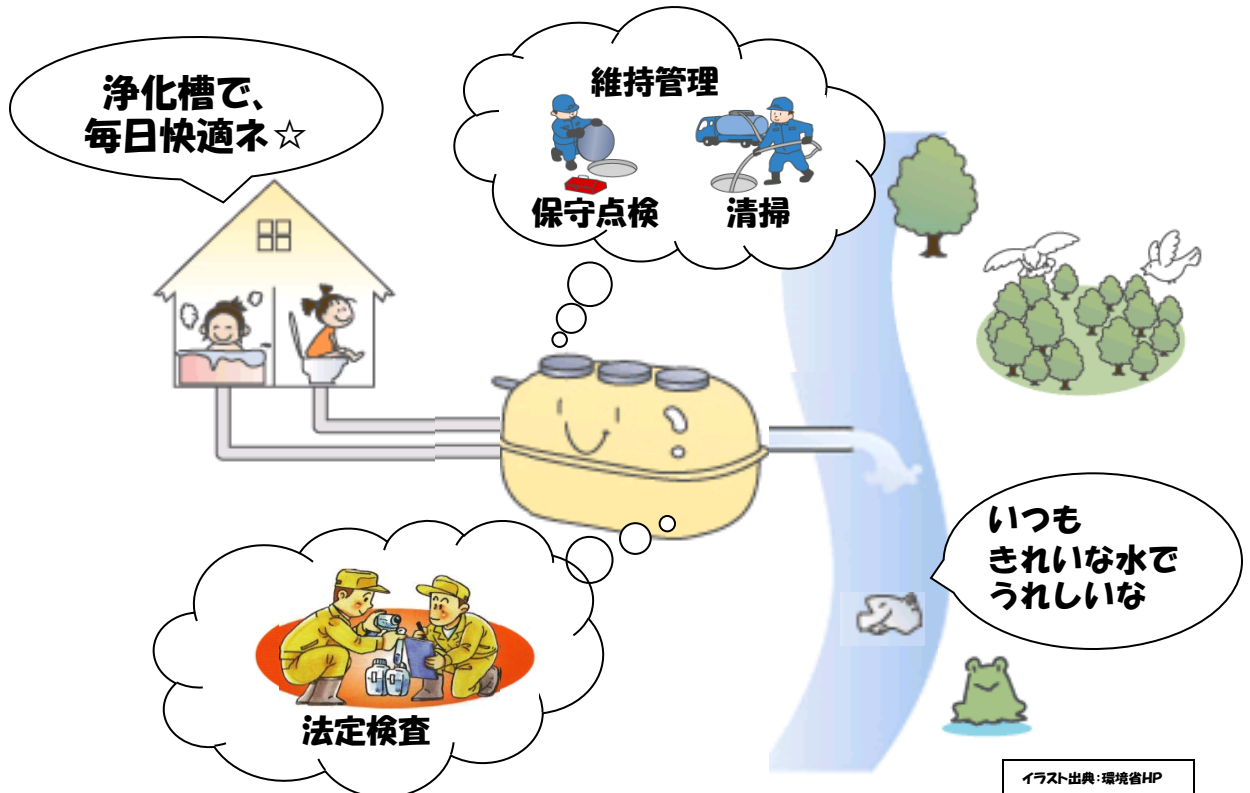 浄化槽で、
毎日快適ネ☆
維持管理
保守点検
清掃
いつも
きれいな水で
うれしいな
法定検査
イラスト出典：環境省HP